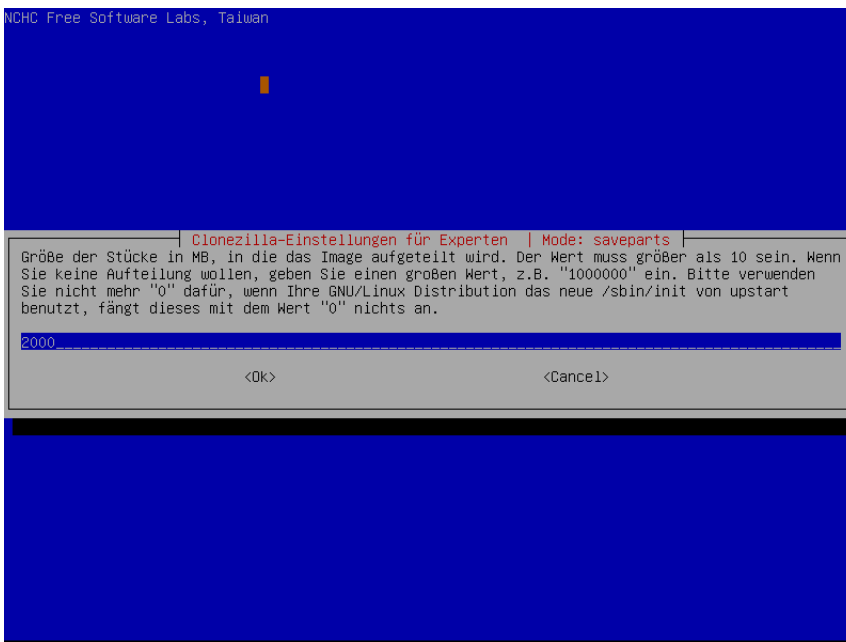 NCHC Free Software Labs, Taiwan
Clonezilla-Einstellungen für Experten | Mode: saveparts
Größe der Stücke in MB, in die das Image aufgeteilt wird. Der Wert muss größer als 10 sein. Wenn
Sie keine Aufteilung wollen, geben Sie einen großen Wert, z.B. "1000000" ein. Bitte verwenden
Sie nicht mehr "0" dafür, wenn Ihre GNU/Linux Distribution das neue /sbin/init von upstart
benutzt, fängt dieses mit dem Wert "0" nichts an.
2000
<Ok> <Cancel>